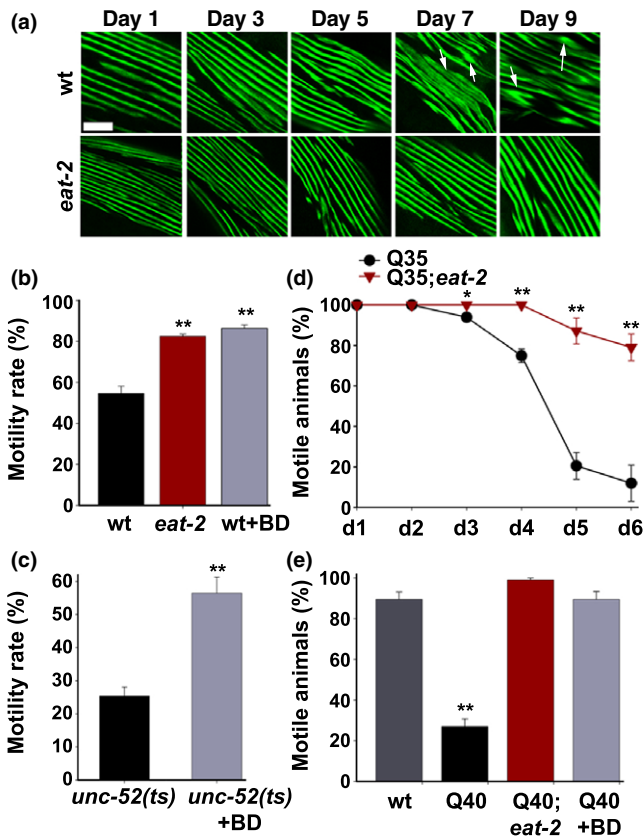 (a)
Day 1 Day 3 Day 5 Day 7 Day 9
wt
eat-2
(b)
Motility rate (%)
100
80
60
40
20
0
** **
wt eat-2 wt+BD
(c)
Motility rate (%)
60
50
40
30
20
10
0
**
unc-52(ts) unc-52(ts)
+BD
(d)
Q35
Q35;eat-2
Motile animals (%)
100
80
60
40
20
0
* ** ** **
d1 d2 d3 d4 d5 d6
(e)
Motile animals (%)
100
80
60
40
20
0
**
wt Q40 Q40; Q40
eat-2 +BD